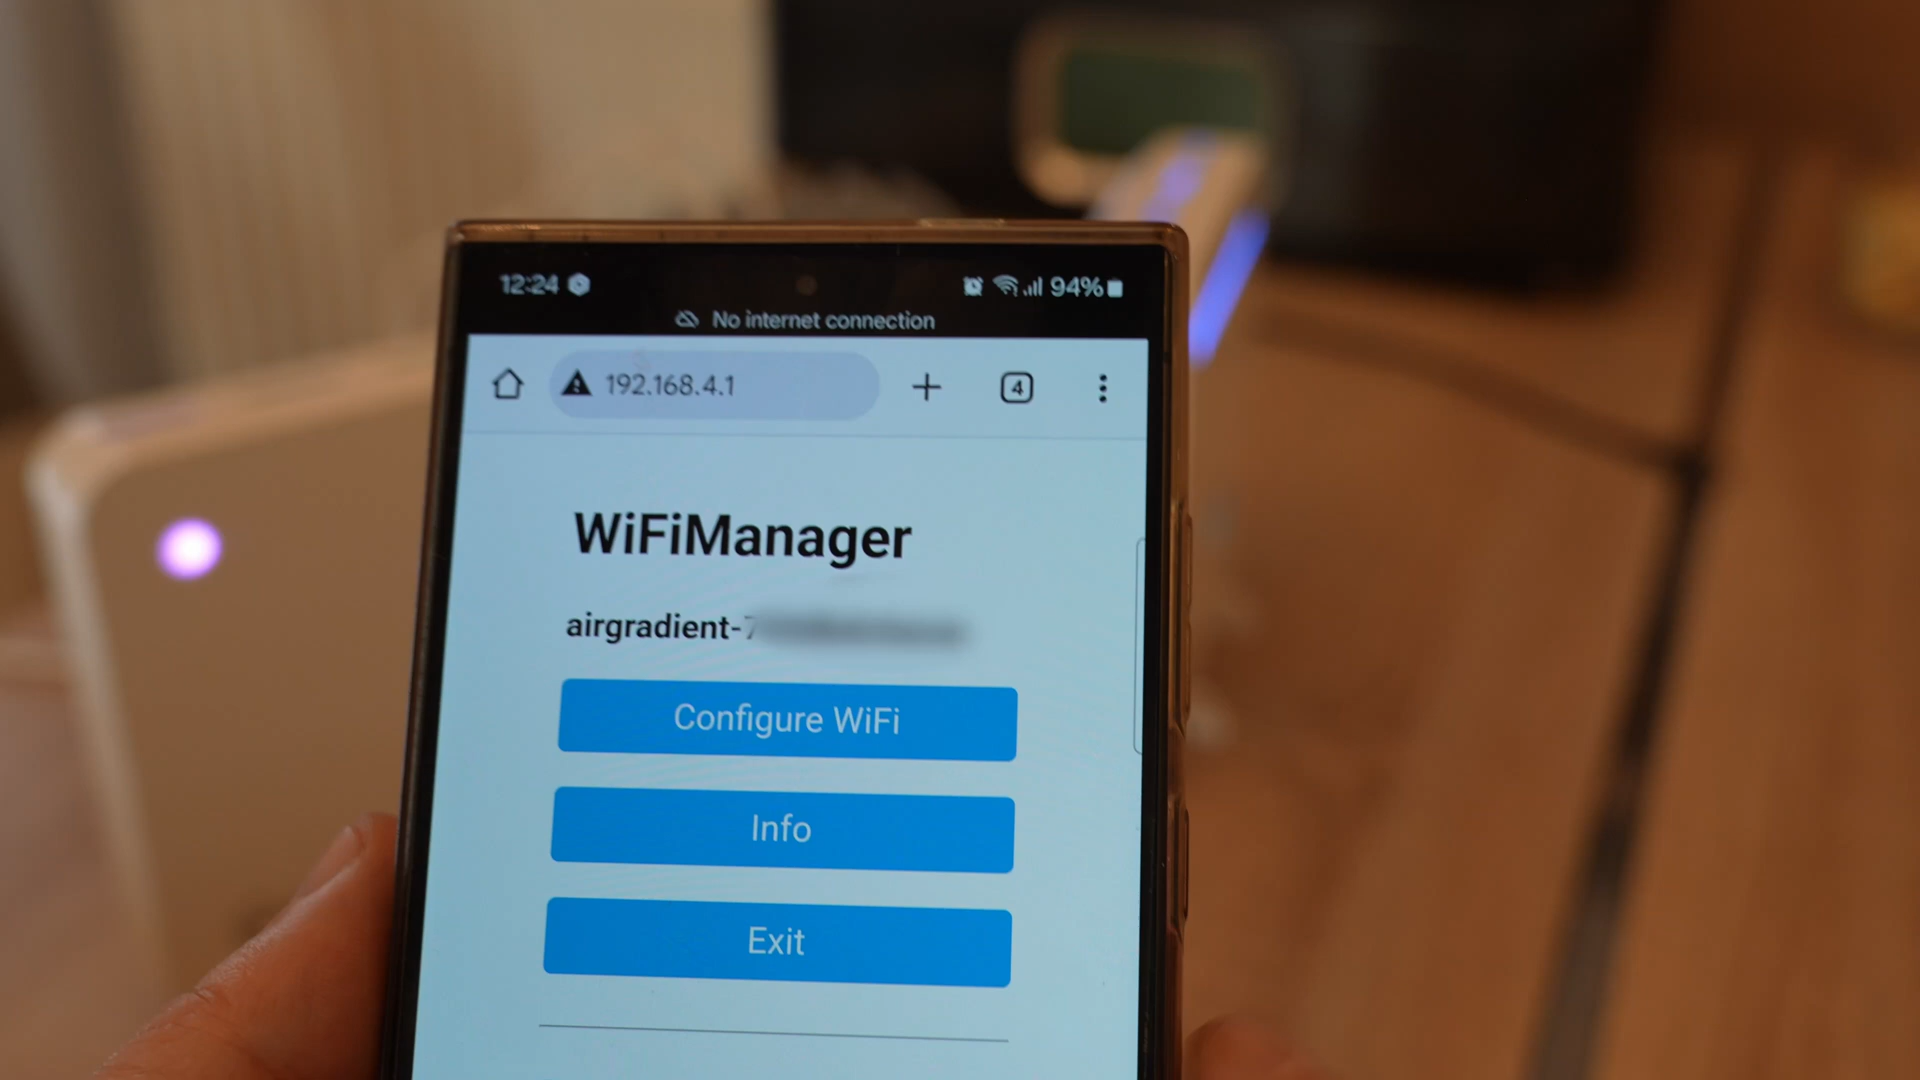 12:24 94%
No internet connection
192.168.4.1 4
WiFiManager
airgradient-7
Configure WiFi
Info
Exit